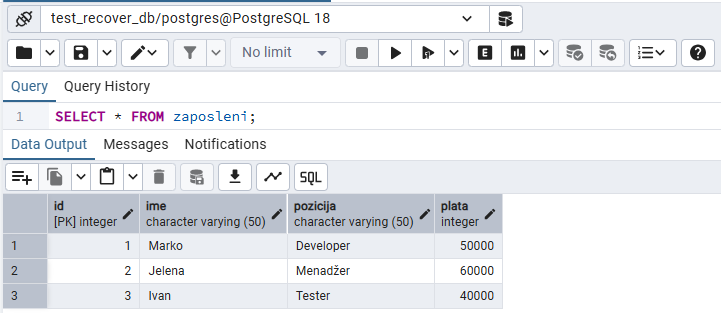 test_recover_db/postgres@PostgreSQL 18
No limit
E
Query Query History
1 SELECT * FROM zaposleni;
Data Output Messages Notifications
SQL
id ime pozicija plata
[PK] integer character varying (50) character varying (50) integer
1 1 Marko Developer 50000
2 2 Jelena Menadžer 60000
3 3 Ivan Tester 40000